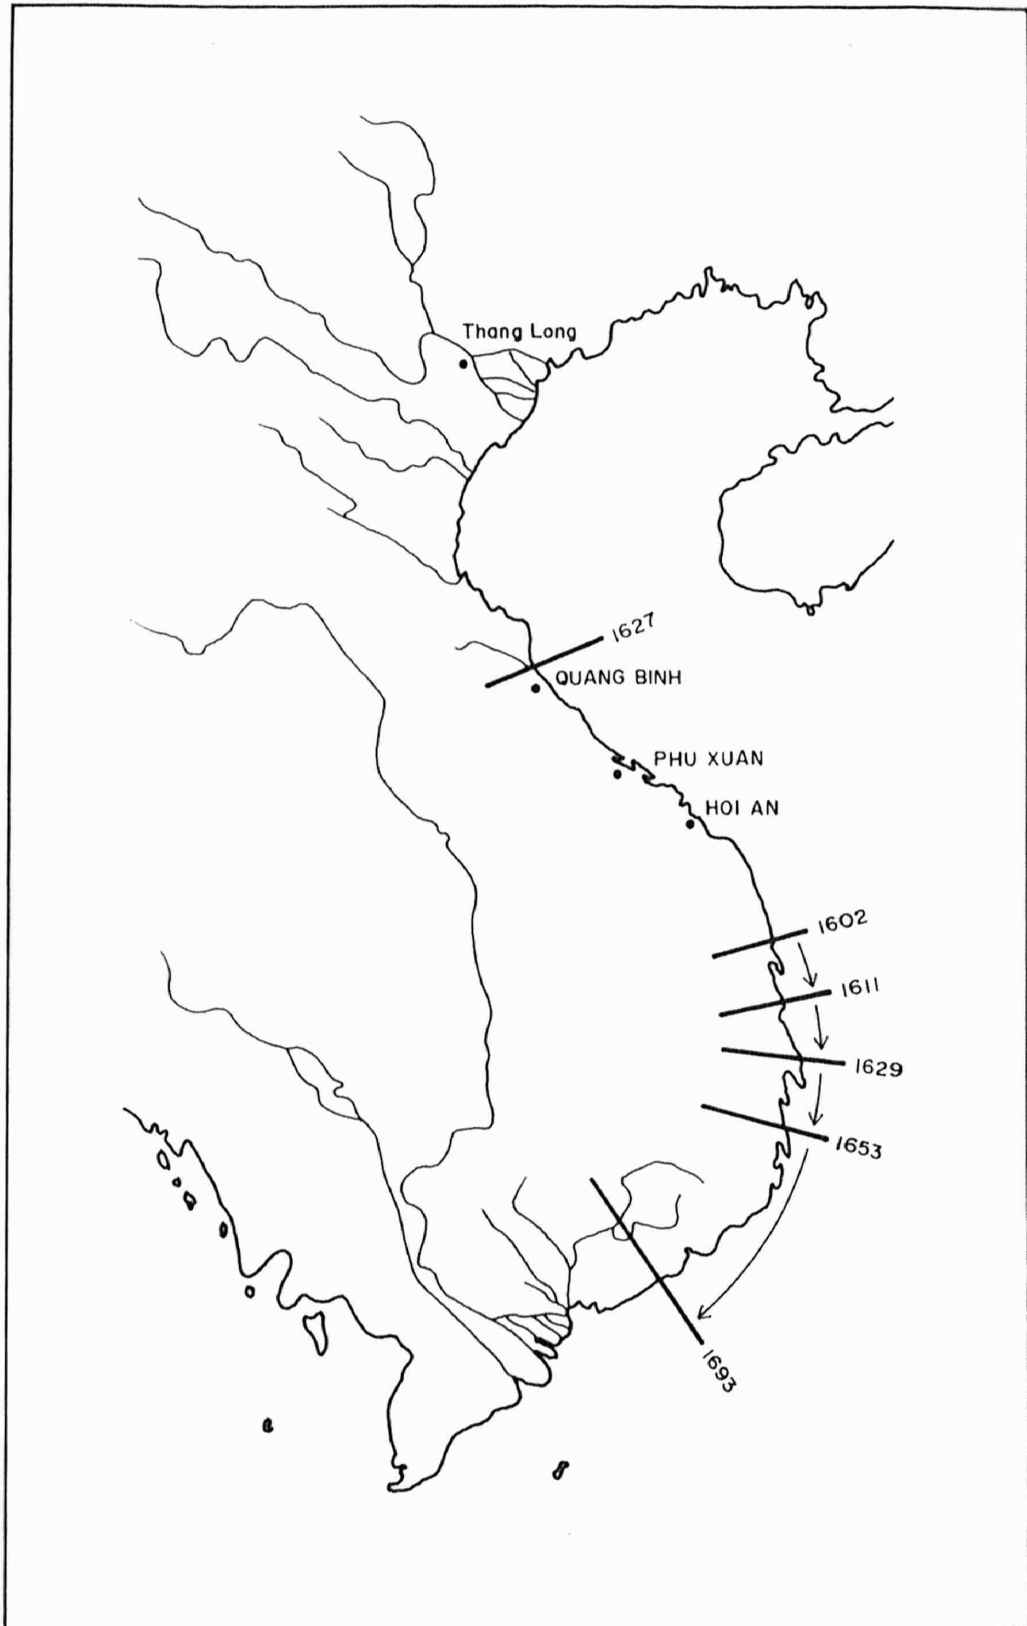 Thang Long
1627
QUANG BINH
PHU XUAN
HOI AN
1602
1611
1629
1653
1693